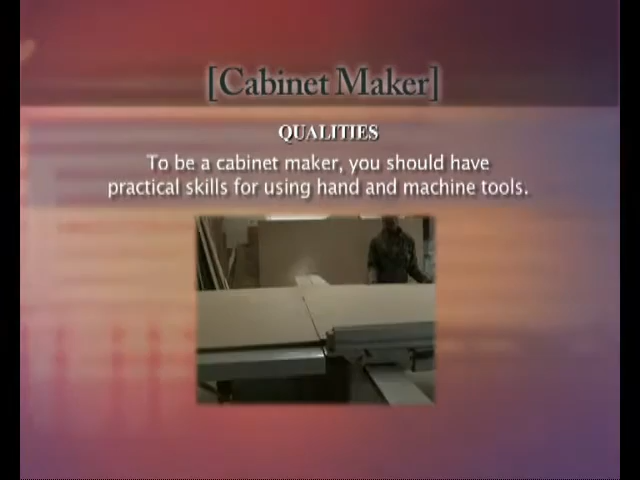 [Cabinet Maker]
QUALITIES
To be a cabinet maker, you should have
practical skills for using hand and machine tools.